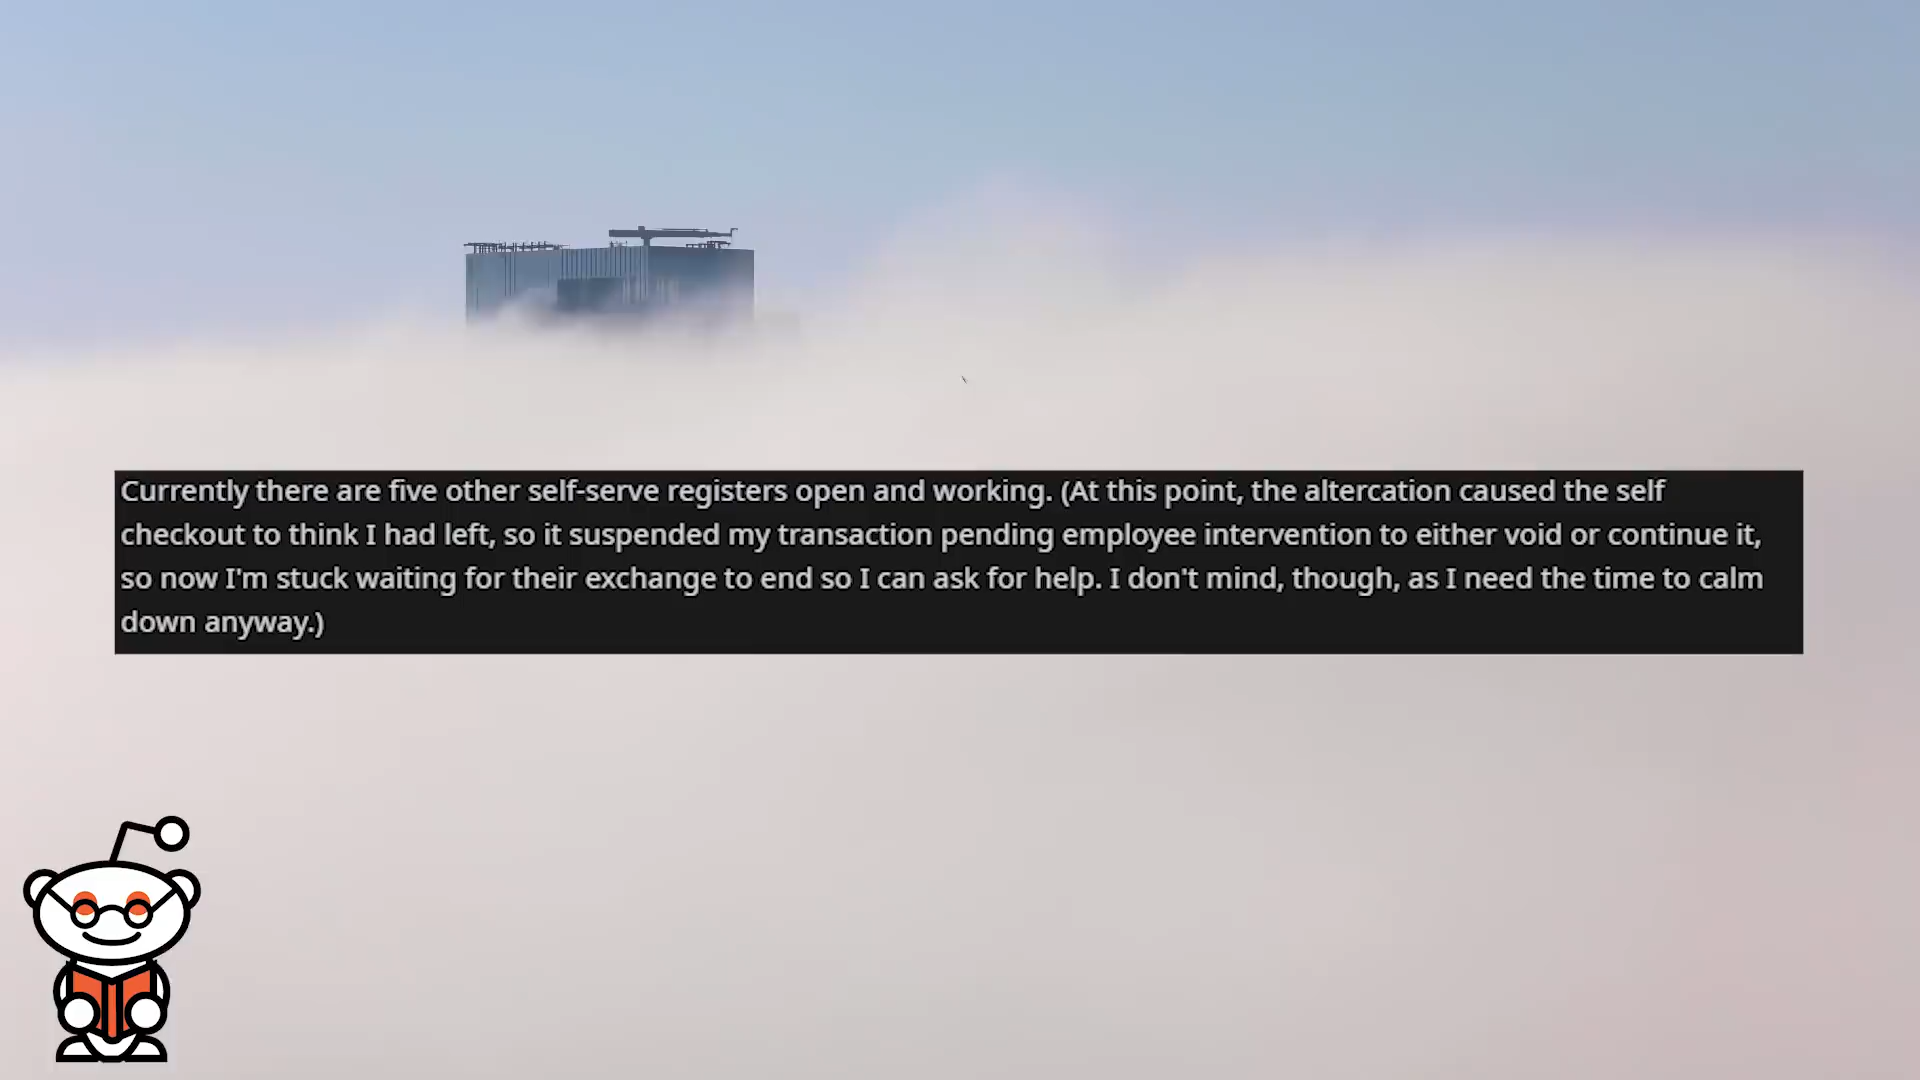 Currently there are five other self-serve registers open and working. (At this point, the altercation caused the self
checkout to think I had left, so it suspended my transaction pending employee intervention to either void or continue it,
so now I'm stuck waiting for their exchange to end so I can ask for help. I don't mind, though, as I need the time to calm
down anyway.)